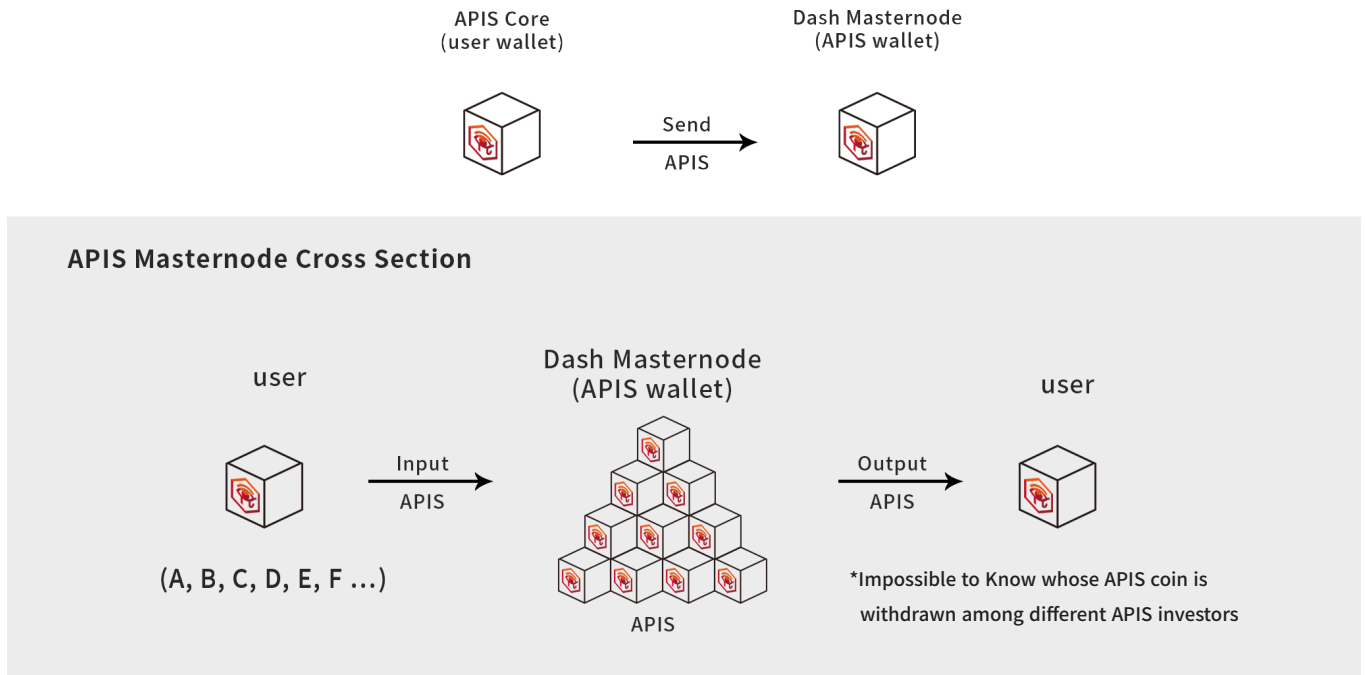 APIS Core
(user wallet)
Dash Masternode
(APIS wallet)
Send
APIS
APIS Masternode Cross Section
user
Dash Masternode
(APIS wallet)
user
Input
APIS
Output
APIS
(A, B, C, D, E, F ...)
APIS
*Impossible to Know whose APIS coin is
withdrawn among different APIS investors